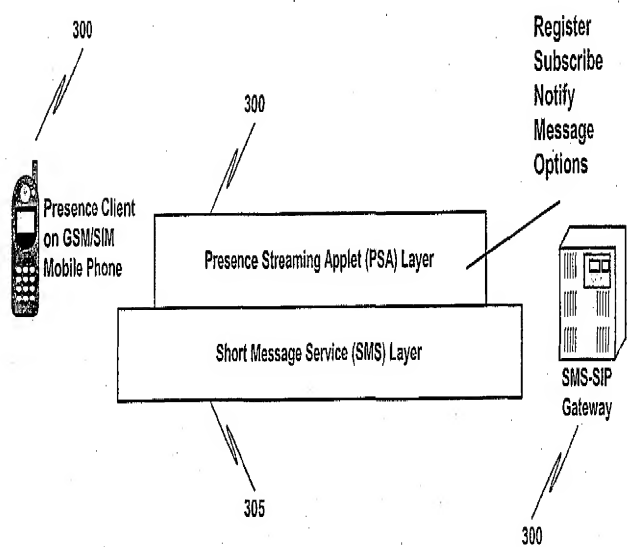 300
Register
Subscribe
Notify
Message
Options
300
Presence Client
on GSM/SIM
Mobile Phone
Presence Streaming Applet (PSA) Layer
Short Message Service (SMS) Layer
SMS-SIP
Gateway
305
300